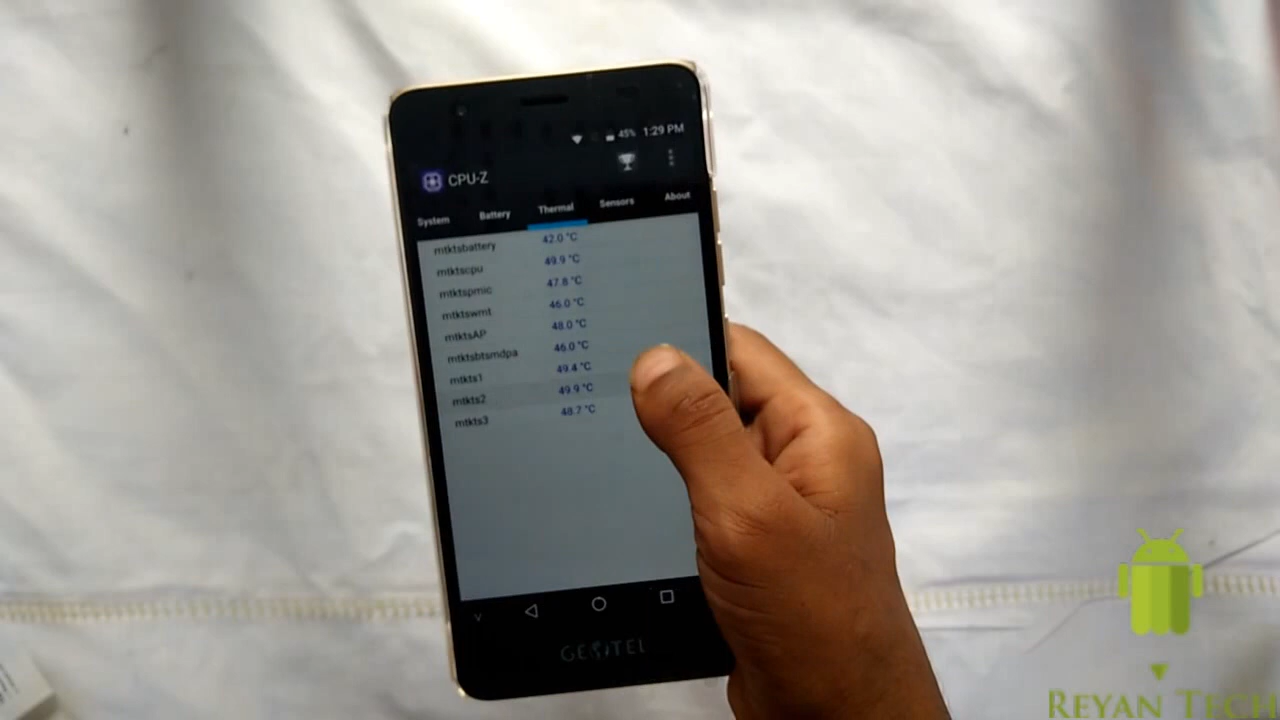 45% 1:29 PM
CPU-Z
System Battery Thermal Sensors About
mtktsbattery 42.0 °C
mtktscpu 49.9 °C
mtktspmic 47.8 °C
mtktswmt 46.0 °C
mtktsAP 48.0 °C
mtktsbtsmdpa 46.0 °C
mtkts1 49.4 °C
mtkts2 49.9 °C
mtkts3 48.7 °C
GEOTEL
REYAN TECH